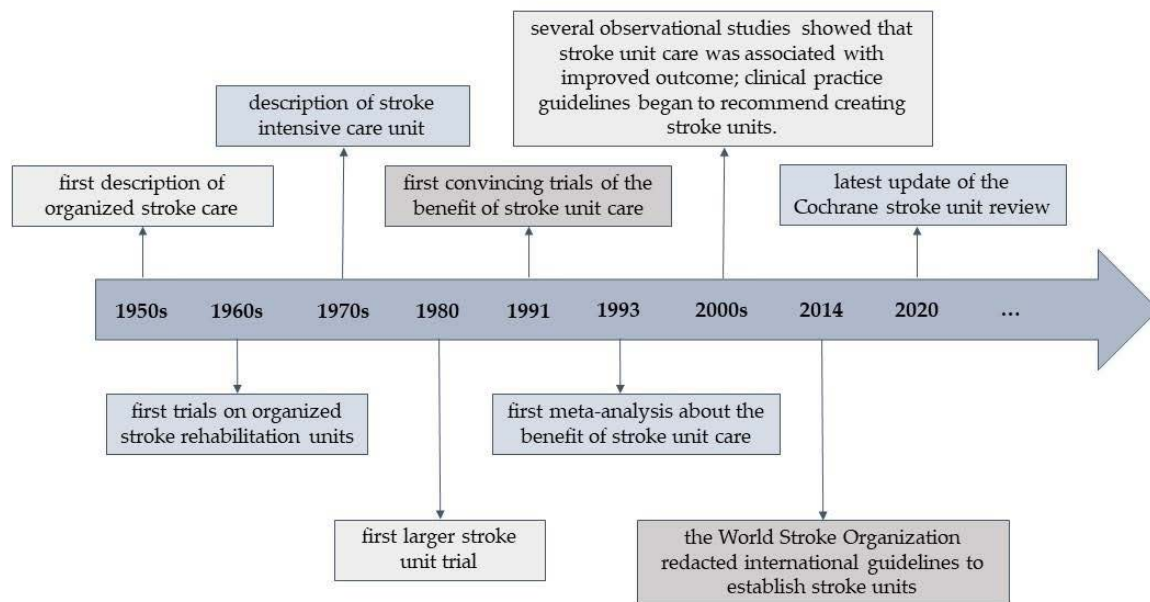 several observational studies showed that
stroke unit care was associated with
improved outcome; clinical practice
guidelines began to recommend creating
stroke units.
description of stroke
intensive care unit
first description of
organized stroke care
first convincing trials of the
benefit of stroke unit care
latest update of the
Cochrane stroke unit review
1950s 1960s 1970s 1980 1991 1993 2000s 2014 2020 ...
first trials on organized
stroke rehabilitation units
first meta-analysis about the
benefit of stroke unit care
first larger stroke
unit trial
the World Stroke Organization
redacted international guidelines to
establish stroke units